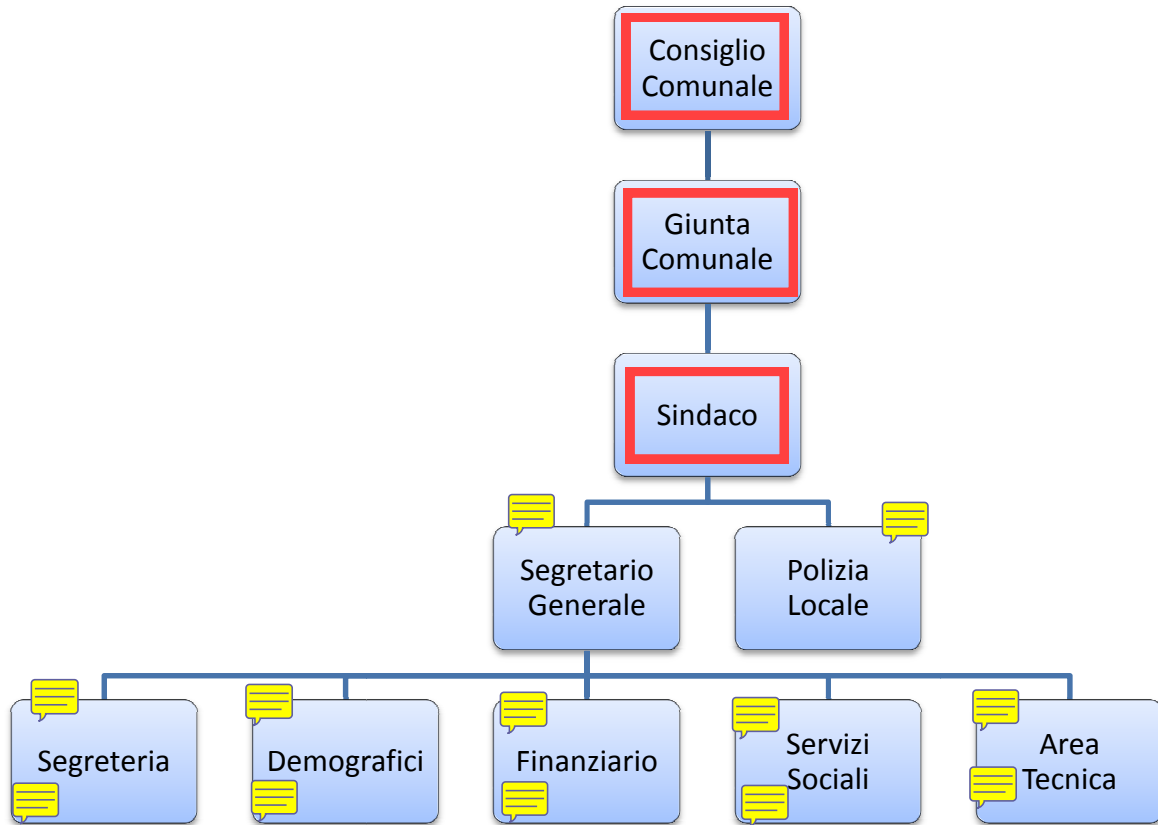 Consiglio
Comunale
Giunta
Comunale
Sindaco
Segretario
Generale
Polizia
Locale
Segreteria
Demografici
Finanziario
Servizi
Sociali
Area
Tecnica